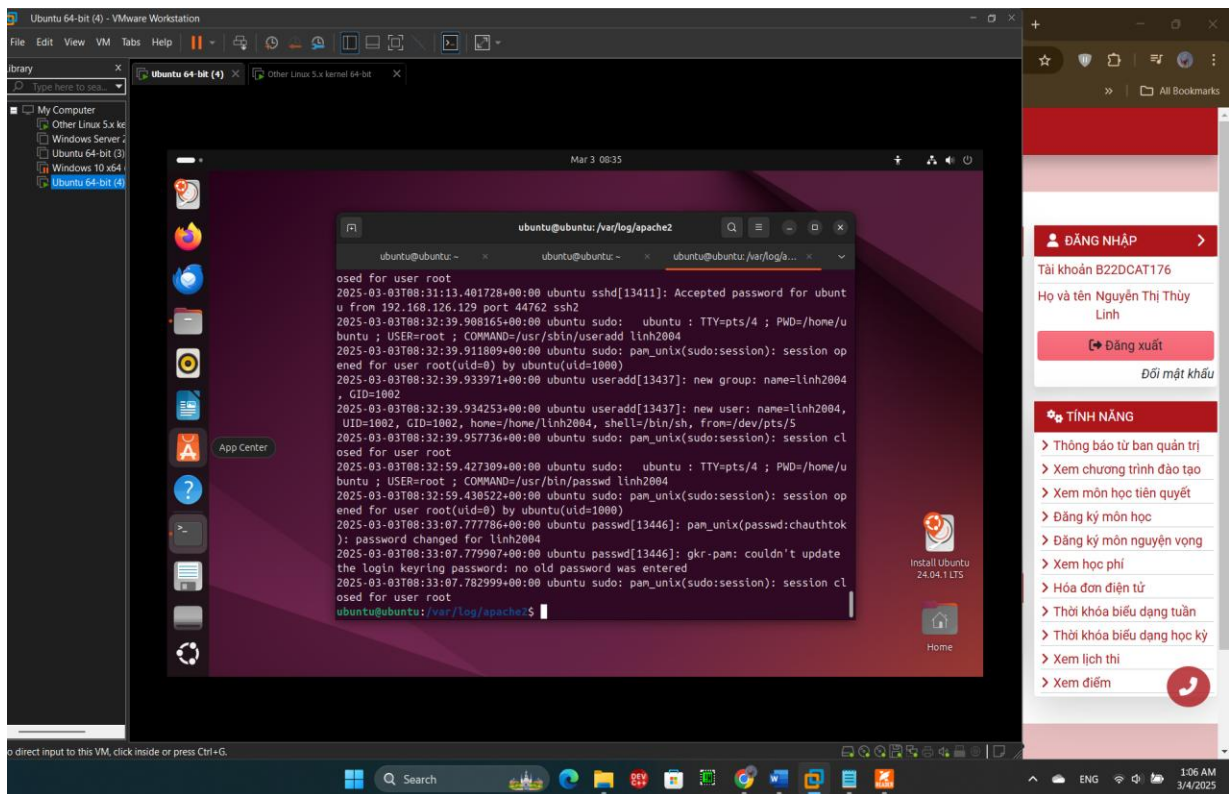 Ubuntu 64-bit (4) - VMware Workstation
File Edit View VM Tabs Help
Library
Type here to sea...
My Computer
Other Linux 5.x ke
Windows Server 2
Ubuntu 64-bit (3)
Windows 10 x64
Ubuntu 64-bit (4)
Ubuntu 64-bit (4)
Other Linux 5.x kernel 64-bit
Mar 3 08:35
ubuntu@ubuntu: /var/log/apache2
ubuntu@ubuntu: ~
ubuntu@ubuntu: ~
ubuntu@ubuntu: /var/log/a...
osed for user root
2025-03-03T08:31:13.401728+00:00 ubuntu sshd[13411]: Accepted password for ubunt
u from 192.168.126.129 port 44762 ssh2
2025-03-03T08:32:39.908165+00:00 ubuntu sudo:   ubuntu : TTY=pts/4 ; PWD=/home/u
buntu ; USER=root ; COMMAND=/usr/sbin/useradd linh2004
2025-03-03T08:32:39.911809+00:00 ubuntu sudo: pam_unix(sudo:session): session op
ened for user root(uid=0) by ubuntu(uid=1000)
2025-03-03T08:32:39.933971+00:00 ubuntu useradd[13437]: new group: name=linh2004
, GID=1002
2025-03-03T08:32:39.934253+00:00 ubuntu useradd[13437]: new user: name=linh2004,
UID=1002, GID=1002, home=/home/linh2004, shell=/bin/sh, from=/dev/pts/5
2025-03-03T08:32:39.957736+00:00 ubuntu sudo: pam_unix(sudo:session): session cl
osed for user root
2025-03-03T08:32:59.427309+00:00 ubuntu sudo:   ubuntu : TTY=pts/4 ; PWD=/home/u
buntu ; USER=root ; COMMAND=/usr/bin/passwd linh2004
2025-03-03T08:32:59.430522+00:00 ubuntu sudo: pam_unix(sudo:session): session op
ened for user root(uid=0) by ubuntu(uid=1000)
2025-03-03T08:33:07.777786+00:00 ubuntu passwd[13446]: pam_unix(passwd:chauthtok
): password changed for linh2004
2025-03-03T08:33:07.779907+00:00 ubuntu passwd[13446]: gkr-pam: couldn't update
the login keyring password: no old password was entered
2025-03-03T08:33:07.782999+00:00 ubuntu sudo: pam_unix(sudo:session): session cl
osed for user root
ubuntu@ubuntu:/var/log/apache2$
App Center
Install Ubuntu
24.04.1 LTS
Home
o direct input to this VM, click inside or press Ctrl+G.
All Bookmarks
ĐĂNG NHẬP
Tài khoản B22DCAT176
Họ và tên Nguyễn Thị Thùy
Linh
Đăng xuất
Đổi mật khẩu
TÍNH NĂNG
Thông báo từ ban quản trị
Xem chương trình đào tạo
Xem môn học tiên quyết
Đăng ký môn học
Đăng ký môn nguyện vọng
Xem học phí
Hóa đơn điện tử
Thời khóa biểu dạng tuần
Thời khóa biểu dạng học kỳ
Xem lịch thi
Xem điểm
Search
DEV
C++
ENG
1:06 AM
3/4/2025